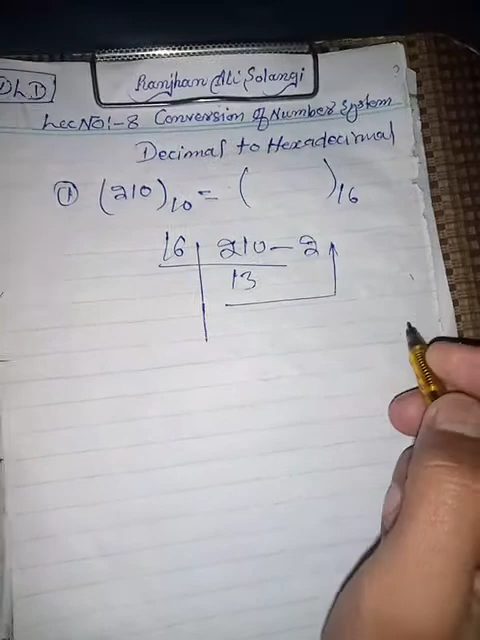 DLD
Ranjhan Ali Solangi
Lec No:-8 Conversion of Number System
Decimal to Hexadecimal
① (210)10 = ( )16
16 210 - 2
13